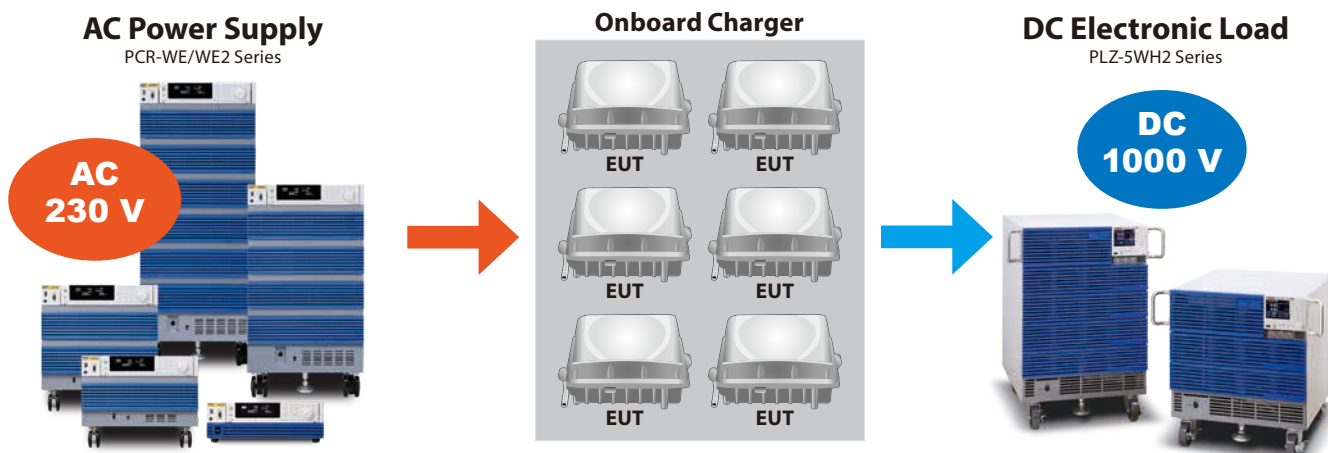 AC Power Supply
PCR-WE/WE2 Series
AC
230 V
Onboard Charger
EUT
EUT
EUT
EUT
EUT
EUT
DC Electronic Load
PLZ-5WH2 Series
DC
1000 V